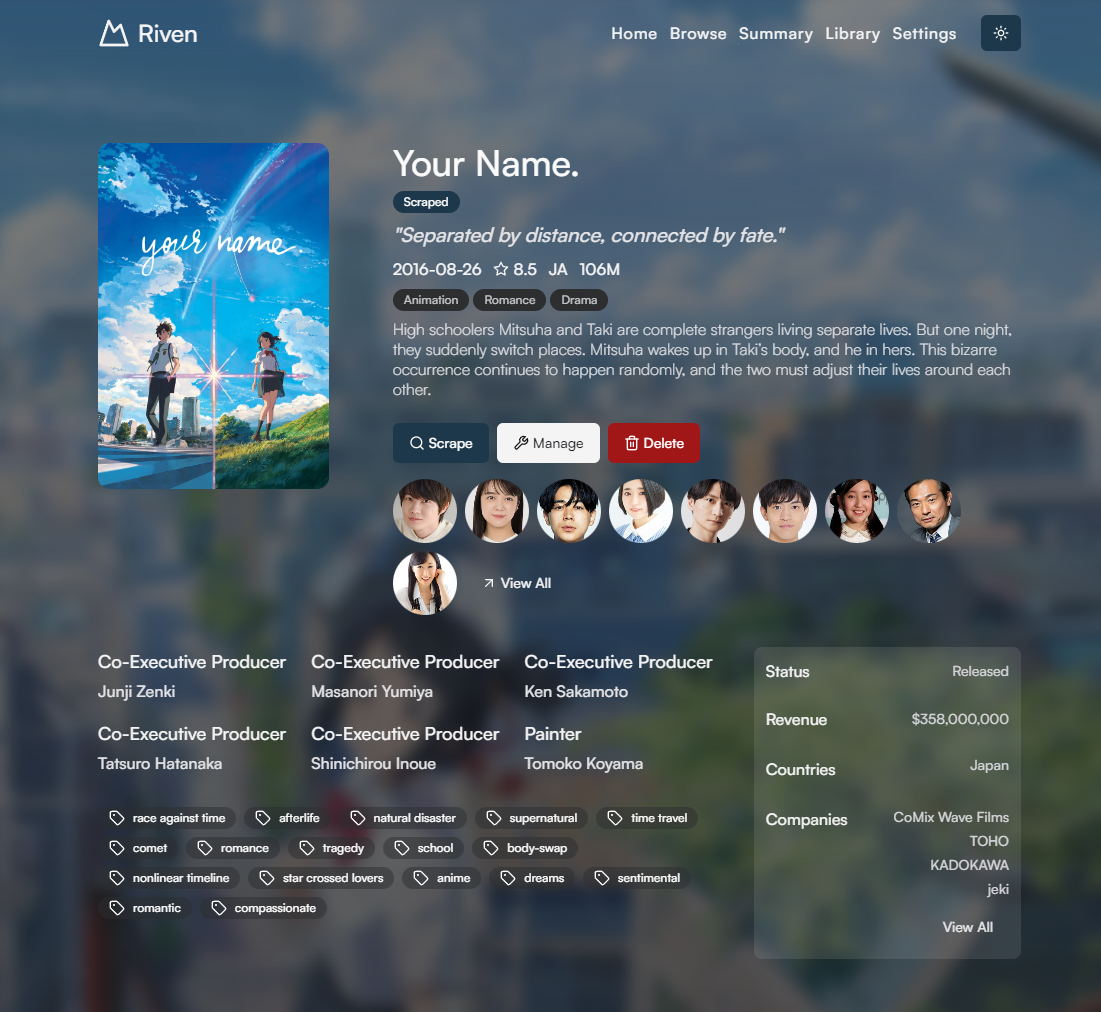 Riven
Home Browse Summary Library Settings
your name.
Your Name.
Scraped
"Separated by distance, connected by fate."
2016-08-26 8.5 JA 106M
Animation Romance Drama
High schoolers Mitsuha and Taki are complete strangers living separate lives. But one night,
they suddenly switch places. Mitsuha wakes up in Taki's body, and he in hers. This bizarre
occurrence continues to happen randomly, and the two must adjust their lives around each
other.
Scrape Manage Delete
View All
Co-Executive Producer Co-Executive Producer Co-Executive Producer
Junji Zenki Masanori Yumiya Ken Sakamoto
Co-Executive Producer Co-Executive Producer Painter
Tatsuro Hatanaka Shinichirou Inoue Tomoko Koyama
race against time afterlife natural disaster supernatural time travel
comet romance tragedy school body-swap
nonlinear timeline star crossed lovers anime dreams sentimental
romantic compassionate
Status Released
Revenue $358,000,000
Countries Japan
Companies CoMix Wave Films
TOHO
KADOKAWA
jeki
View All